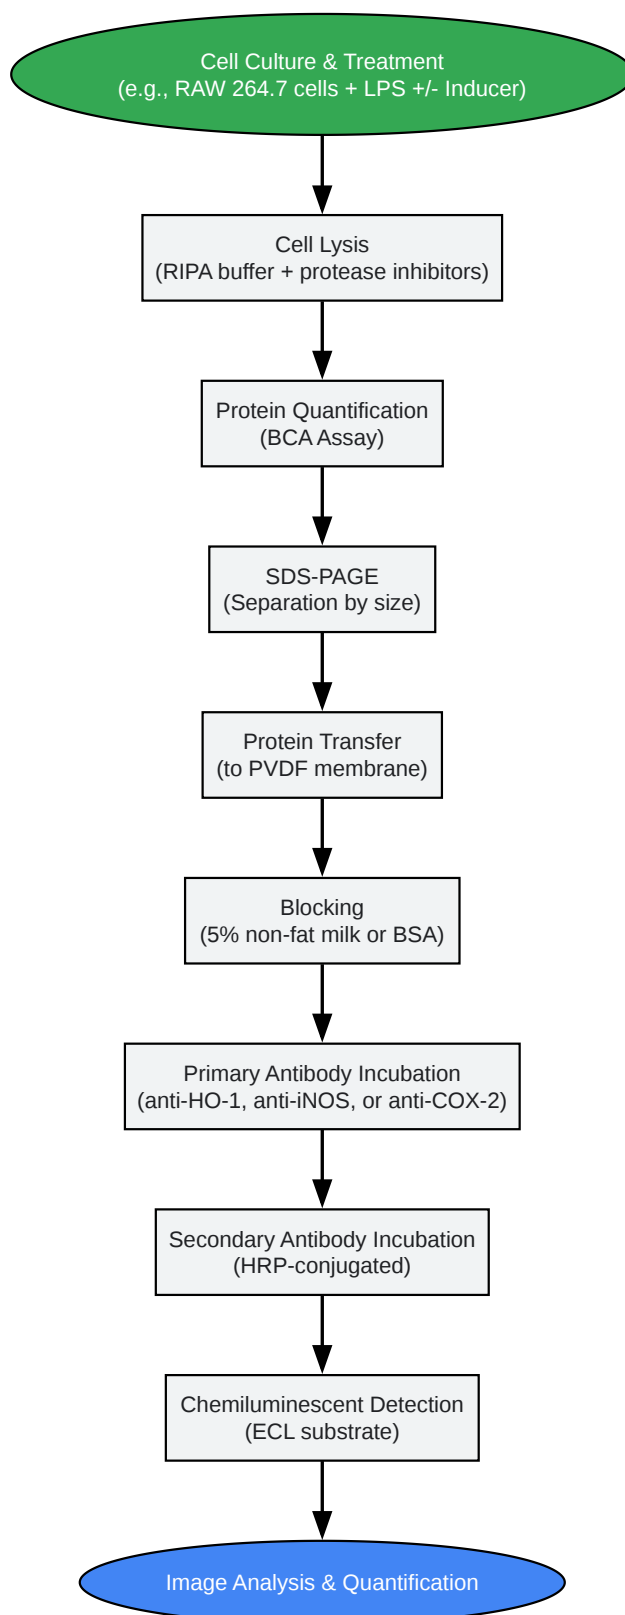 Cell Culture & Treatment
(e.g., RAW 264.7 cells + LPS +/- Inducer)
Cell Lysis
(RIPA buffer + protease inhibitors)
Protein Quantification
(BCA Assay)
SDS-PAGE
(Separation by size)
Protein Transfer
(to PVDF membrane)
Blocking
(5% non-fat milk or BSA)
Primary Antibody Incubation
(anti-HO-1, anti-iNOS, or anti-COX-2)
Secondary Antibody Incubation
(HRP-conjugated)
Chemiluminescent Detection
(ECL substrate)
Image Analysis & Quantification